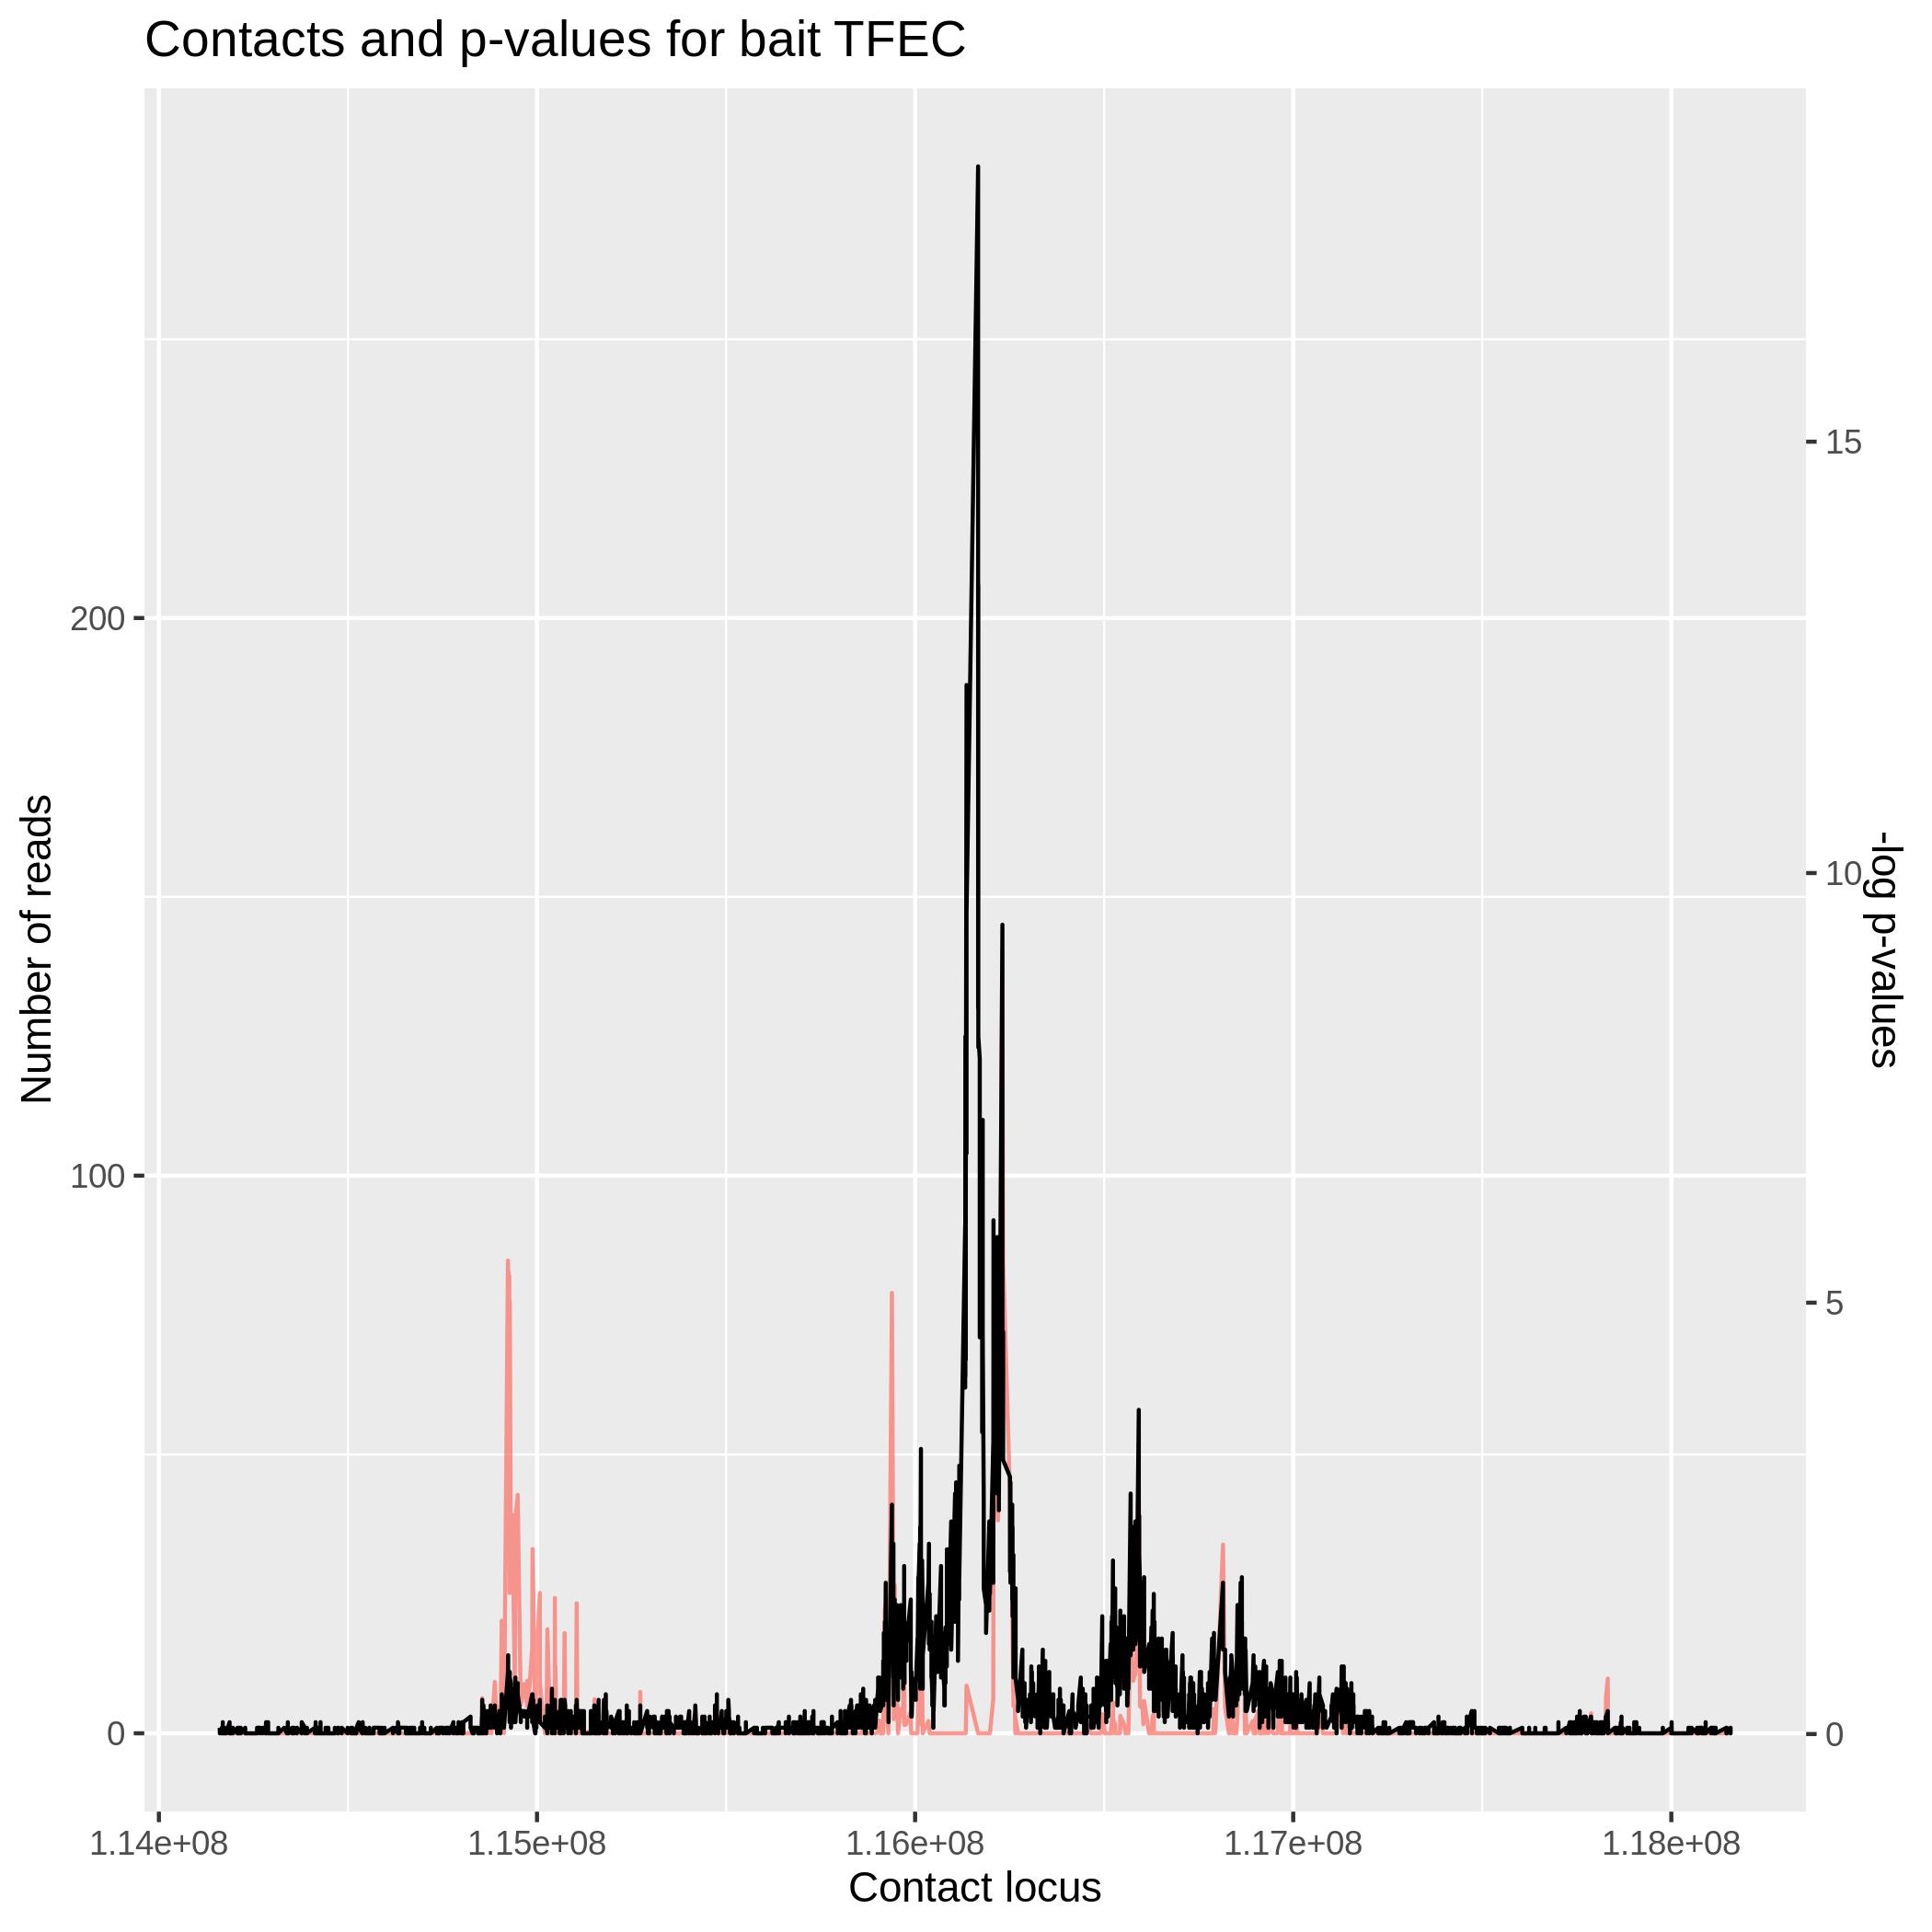 Contacts and p-values for bait TFEC
Number of reads
200
100
0
15
10
5
0
-log p-values
1.14e+08 1.15e+08 1.16e+08 1.17e+08 1.18e+08
Contact locus